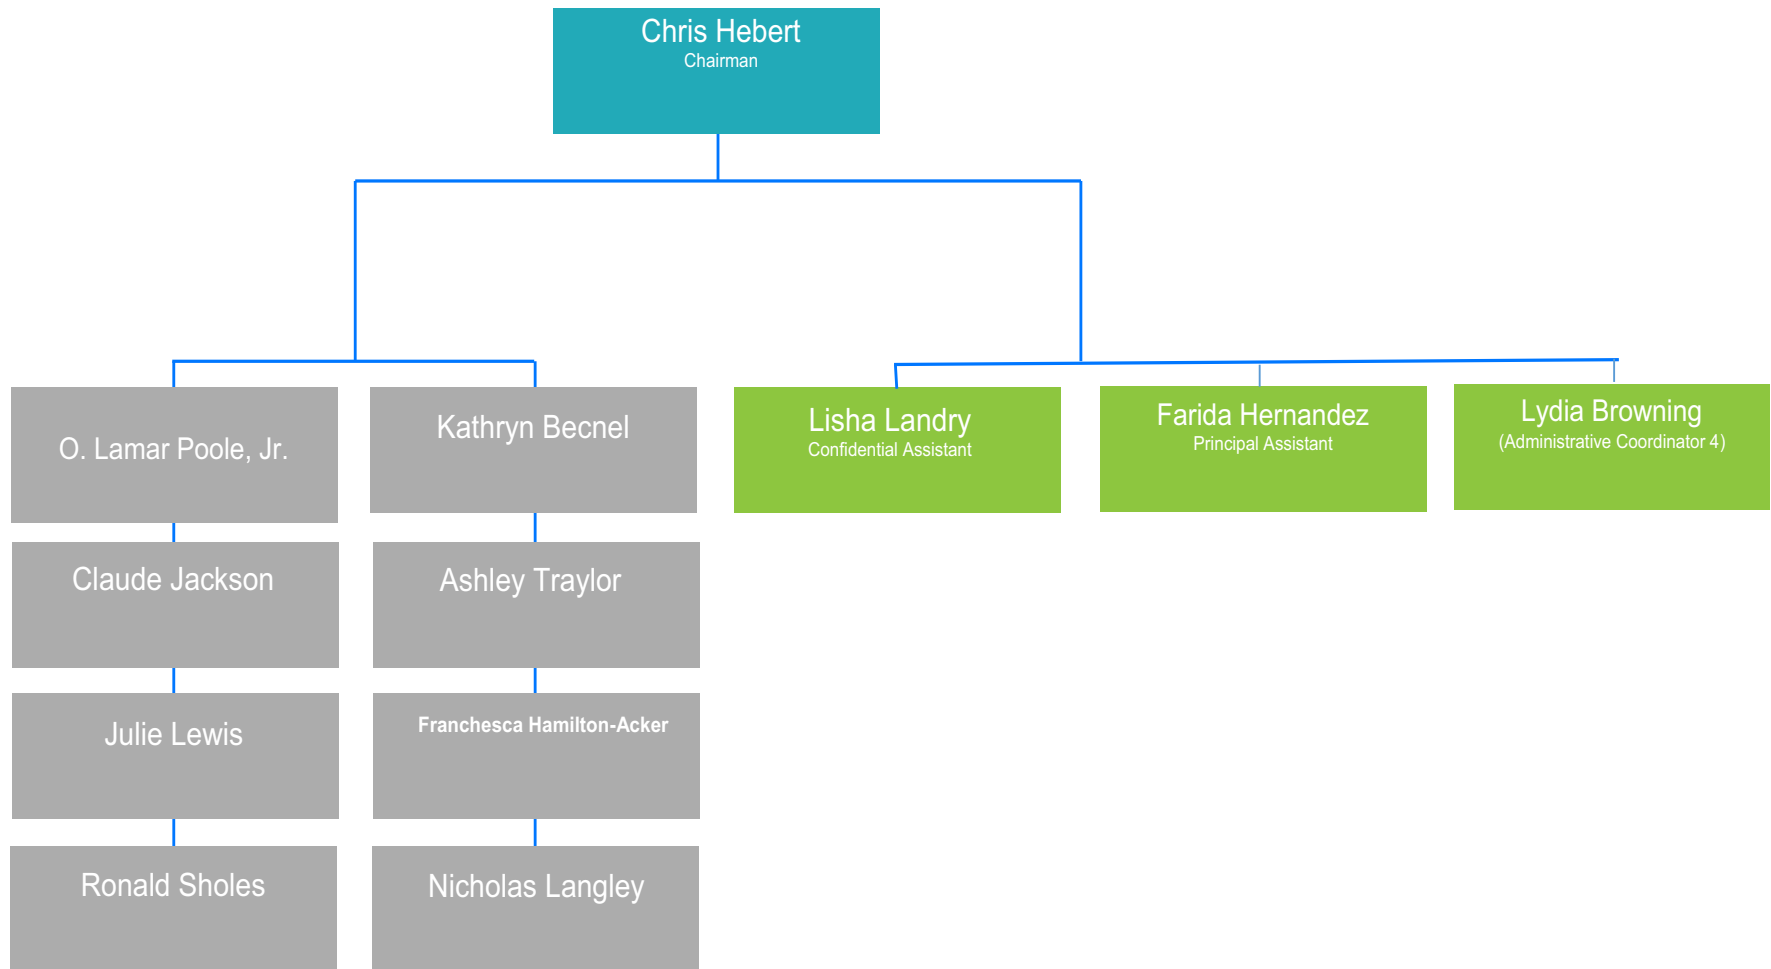 Chris Hebert
Chairman
O. Lamar Poole, Jr.
Kathryn Becnel
Lisha Landry
Confidential Assistant
Farida Hernandez
Principal Assistant
Lydia Browning
(Administrative Coordinator 4)
Claude Jackson
Ashley Traylor
Julie Lewis
Franchesca Hamilton-Acker
Ronald Sholes
Nicholas Langley